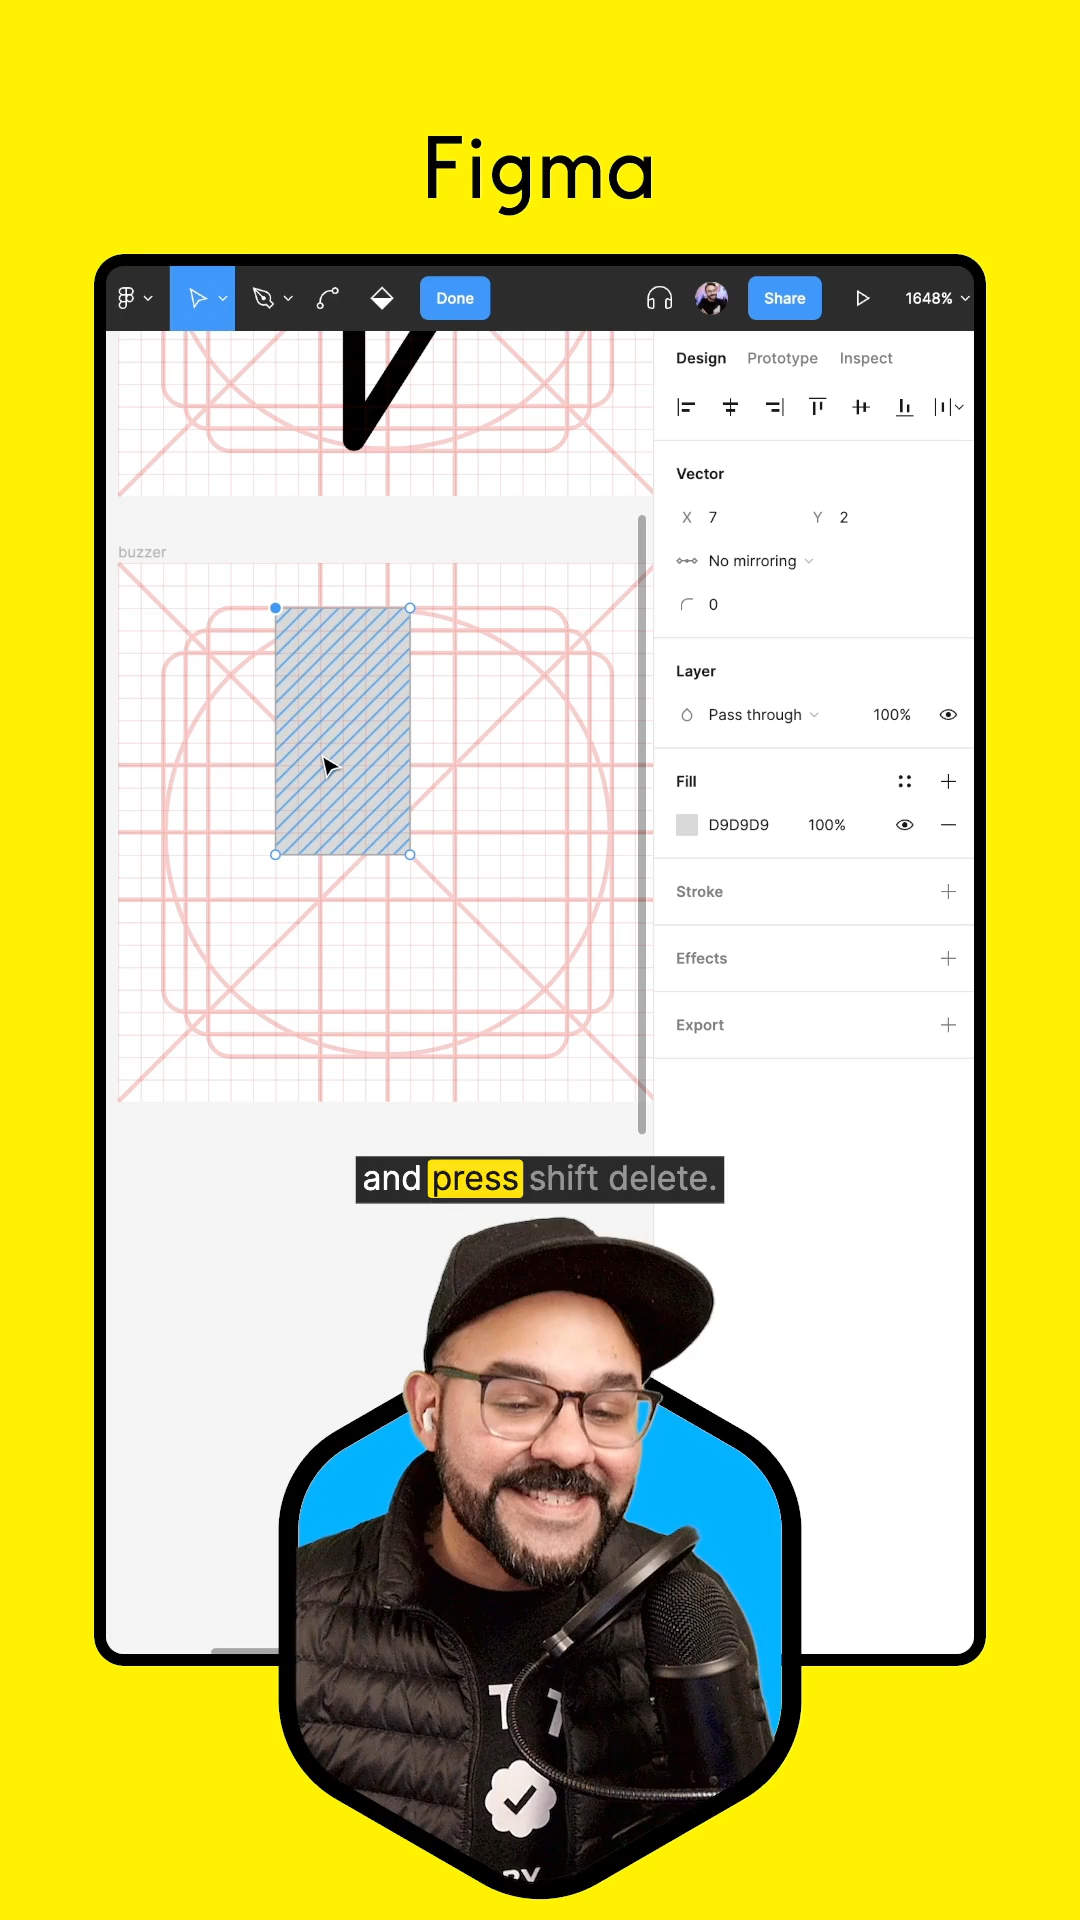 Figma
Done
Share
1648%
Design Prototype Inspect
Vector
X 7 Y 2
No mirroring
0
Layer
Pass through 100%
Fill
D9D9D9 100%
Stroke
Effects
Export
buzzer
and press shift delete.